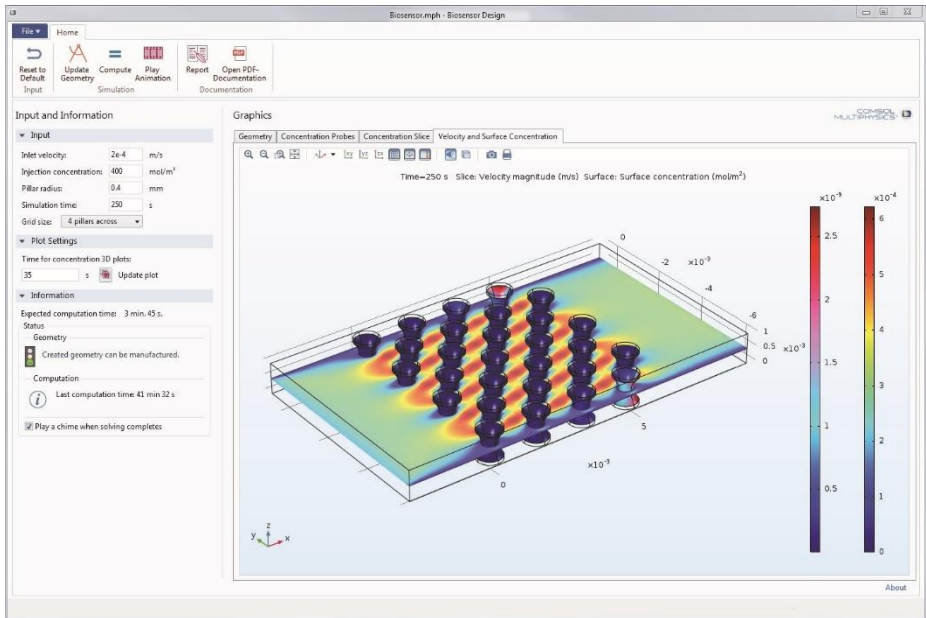 Biosensor.mph - Biosensor Design
File
Home
Reset to Default
Update Geometry
Compute
Play Animation
Report
Open PDF-Documentation
Input
Simulation
Documentation
Input and Information
Input
Inlet velocity: 2e-4 m/s
Injection concentration: 400 mol/m³
Pillar radius: 0.4 mm
Simulation time: 250 s
Grid size: 4 pillars across
Plot Settings
Time for concentration 3D plots:
35 s Update plot
Information
Expected computation time: 3 min. 45 s.
Status
Geometry
Created geometry can be manufactured.
Computation
Last computation time: 41 min 32 s
Play a chime when solving completes
Graphics
COMSOL
MULTIPHYSICS
Geometry Concentration Probes Concentration Slice Velocity and Surface Concentration
xy yz zx
Time=250 s Slice: Velocity magnitude (m/s) Surface: Surface concentration (mol/m²)
×10⁻³
0
-2
-4
-6
1
0.5
0
×10⁻³
0
5
×10⁻³
y z x
×10⁻³
2.5
2
1.5
1
0.5
×10⁻⁴
6
5
4
3
2
1
0
About